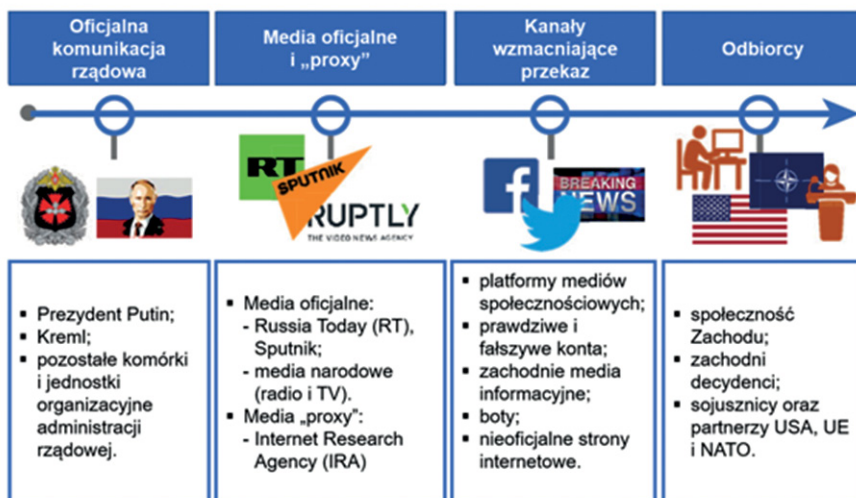 Oficjalna
komunikacja
rządowa
Media oficjalne
i „proxy”
Kanały
wzmacniające
przekaz
Odbiorcy
RT
SPUTNIK
RUPTLY
THE VIDEO NEWS AGENCY
BREAKING
NEWS
▪ Prezydent Putin;
▪ Kreml;
▪ pozostałe komórki
i jednostki
organizacyjne
administracji
rządowej.
▪ Media oficjalne:
- Russia Today (RT),
Sputnik;
- media narodowe
(radio i TV).
▪ Media „proxy”:
- Internet Research
Agency (IRA)
▪ platformy mediów
społecznościowych;
▪ prawdziwe i
fałszywe konta;
▪ zachodnie media
informacyjne;
▪ boty;
▪ nieoficjalne strony
internetowe.
▪ społeczność
Zachodu;
▪ zachodni
decydenci;
▪ sojusznicy oraz
partnerzy USA, UE
i NATO.